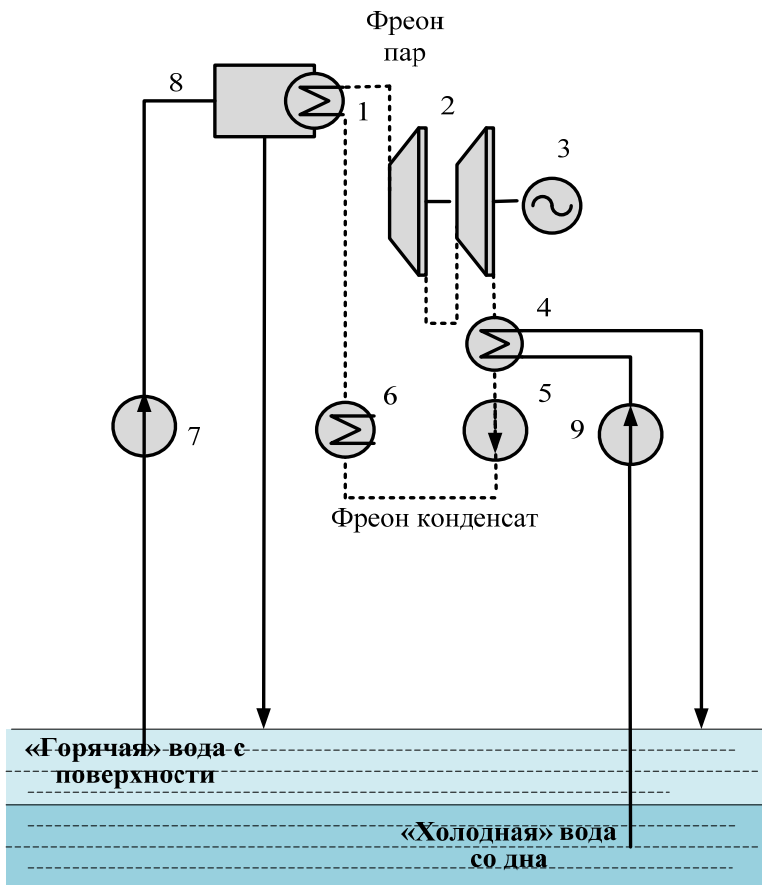 Фреон
пар
8
1
2
3
4
5
6
7
9
Фреон конденсат
«Горячая» вода с
поверхности
«Холодная» вода
со дна